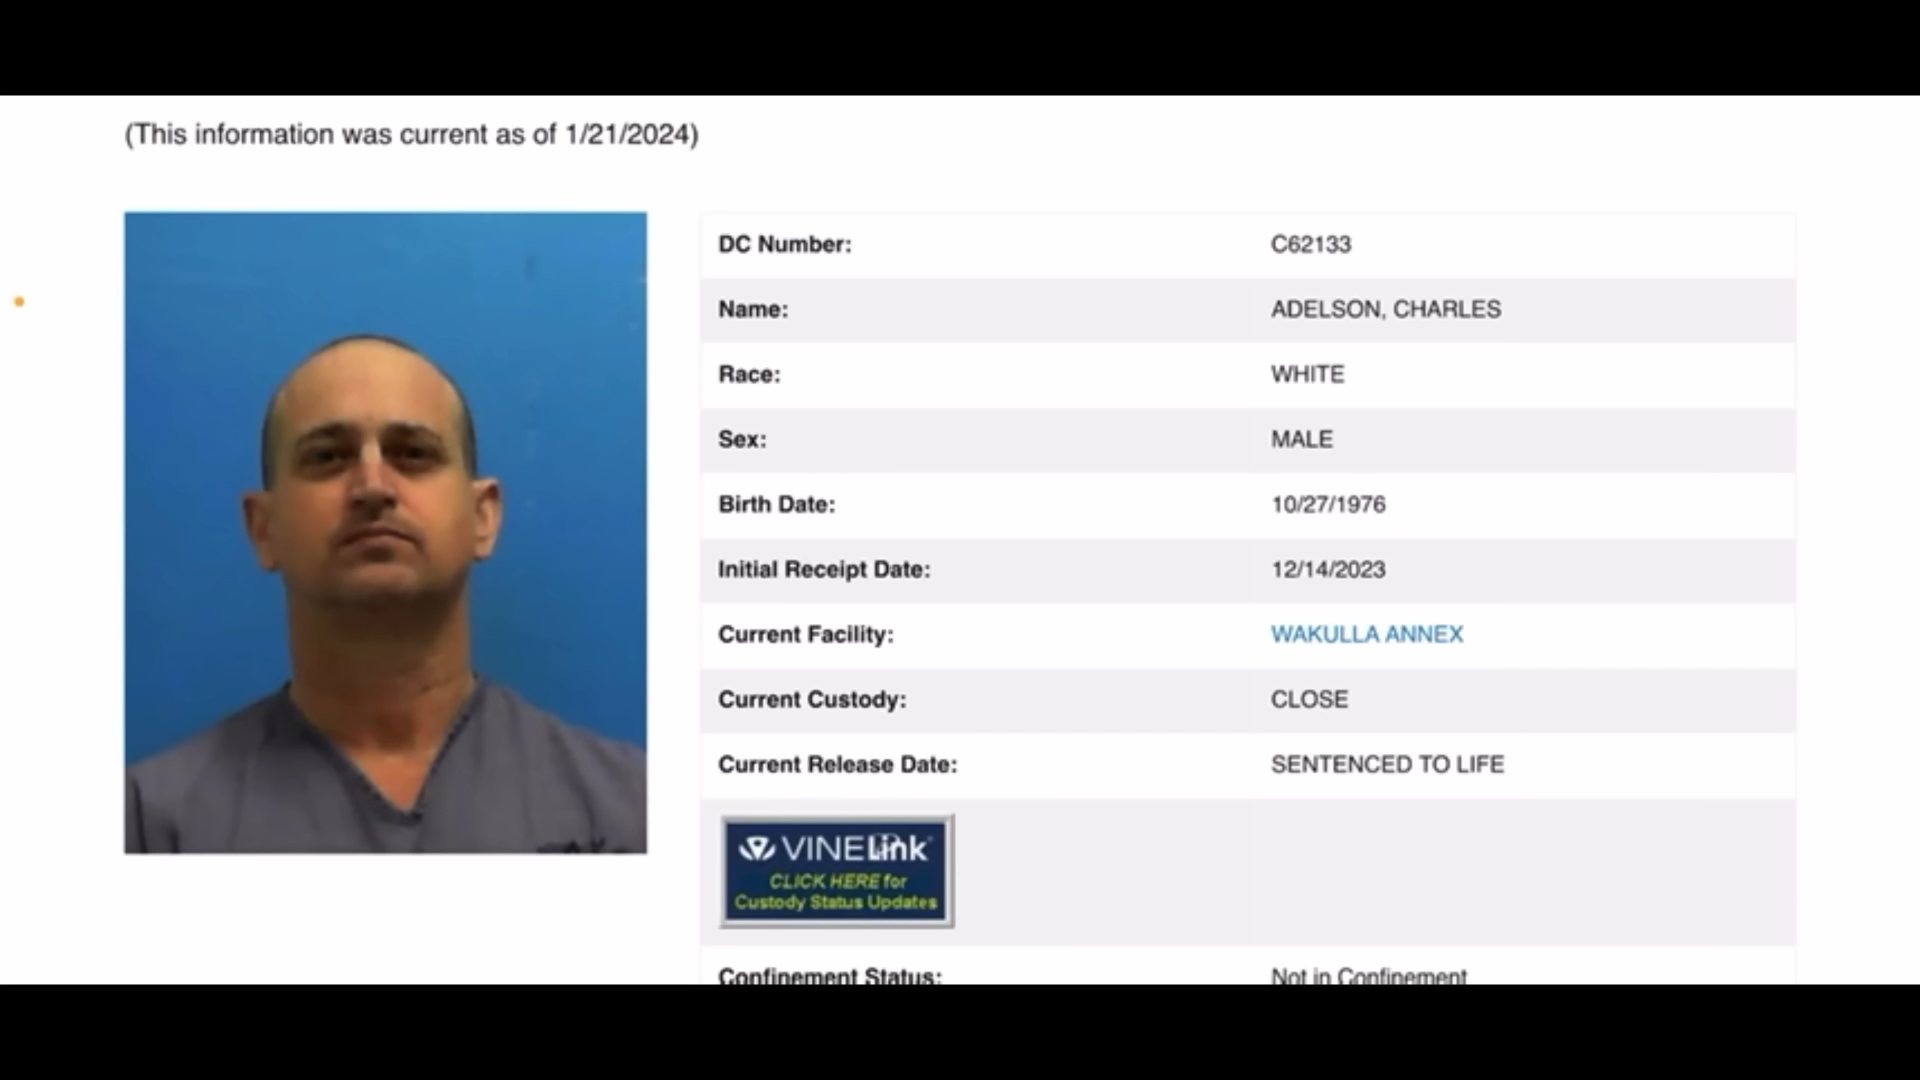 (This information was current as of 1/21/2024)
DC Number: C62133
Name: ADELSON, CHARLES
Race: WHITE
Sex: MALE
Birth Date: 10/27/1976
Initial Receipt Date: 12/14/2023
Current Facility: WAKULLA ANNEX
Current Custody: CLOSE
Current Release Date: SENTENCED TO LIFE
VINELink
CLICK HERE for
Custody Status Updates
Confinement Status: Not in Confinement